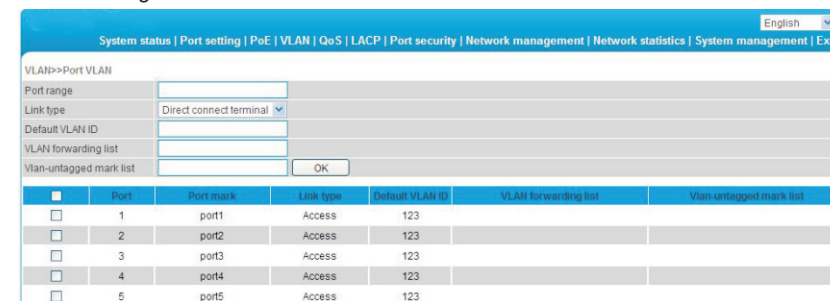 English
System status | Port setting | PoE | VLAN | QoS | LACP | Port security | Network management | Network statistics | System management | Ex
VLAN>>Port VLAN
Port range
Link type Direct connect terminal
Default VLAN ID
VLAN forwarding list
Vlan-untagged mark list OK
Port Port mark Link type Default VLAN ID VLAN forwarding list Vlan-untagged mark list
1 port1 Access 123
2 port2 Access 123
3 port3 Access 123
4 port4 Access 123
5 port5 Access 123